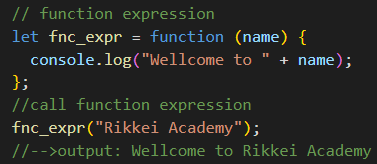 // function expression
let fnc_expr = function (name) {
  console.log("Wellcome to " + name);
};
//call function expression
fnc_expr("Rikkei Academy");
//-->output: Wellcome to Rikkei Academy